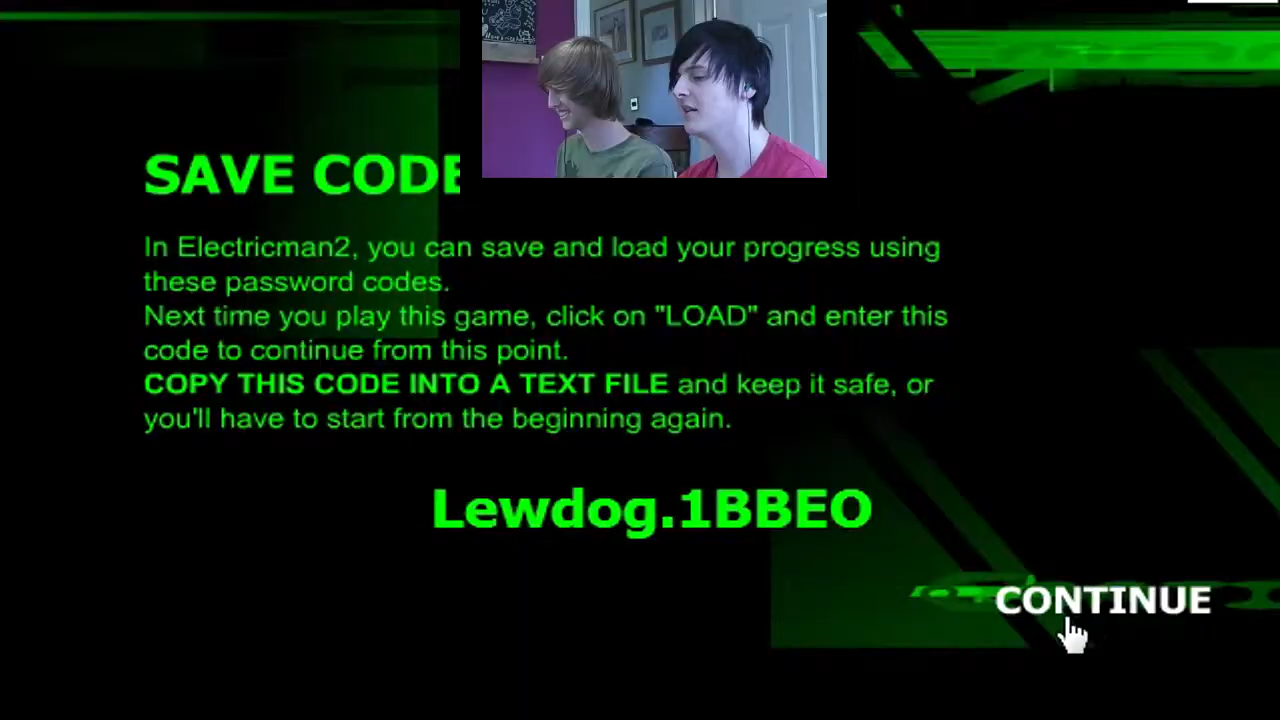 SAVE CODE
In Electricman2, you can save and load your progress using
these password codes.
Next time you play this game, click on "LOAD" and enter this
code to continue from this point.
COPY THIS CODE INTO A TEXT FILE and keep it safe, or
you'll have to start from the beginning again.
Lewdog.1BBEO
CONTINUE